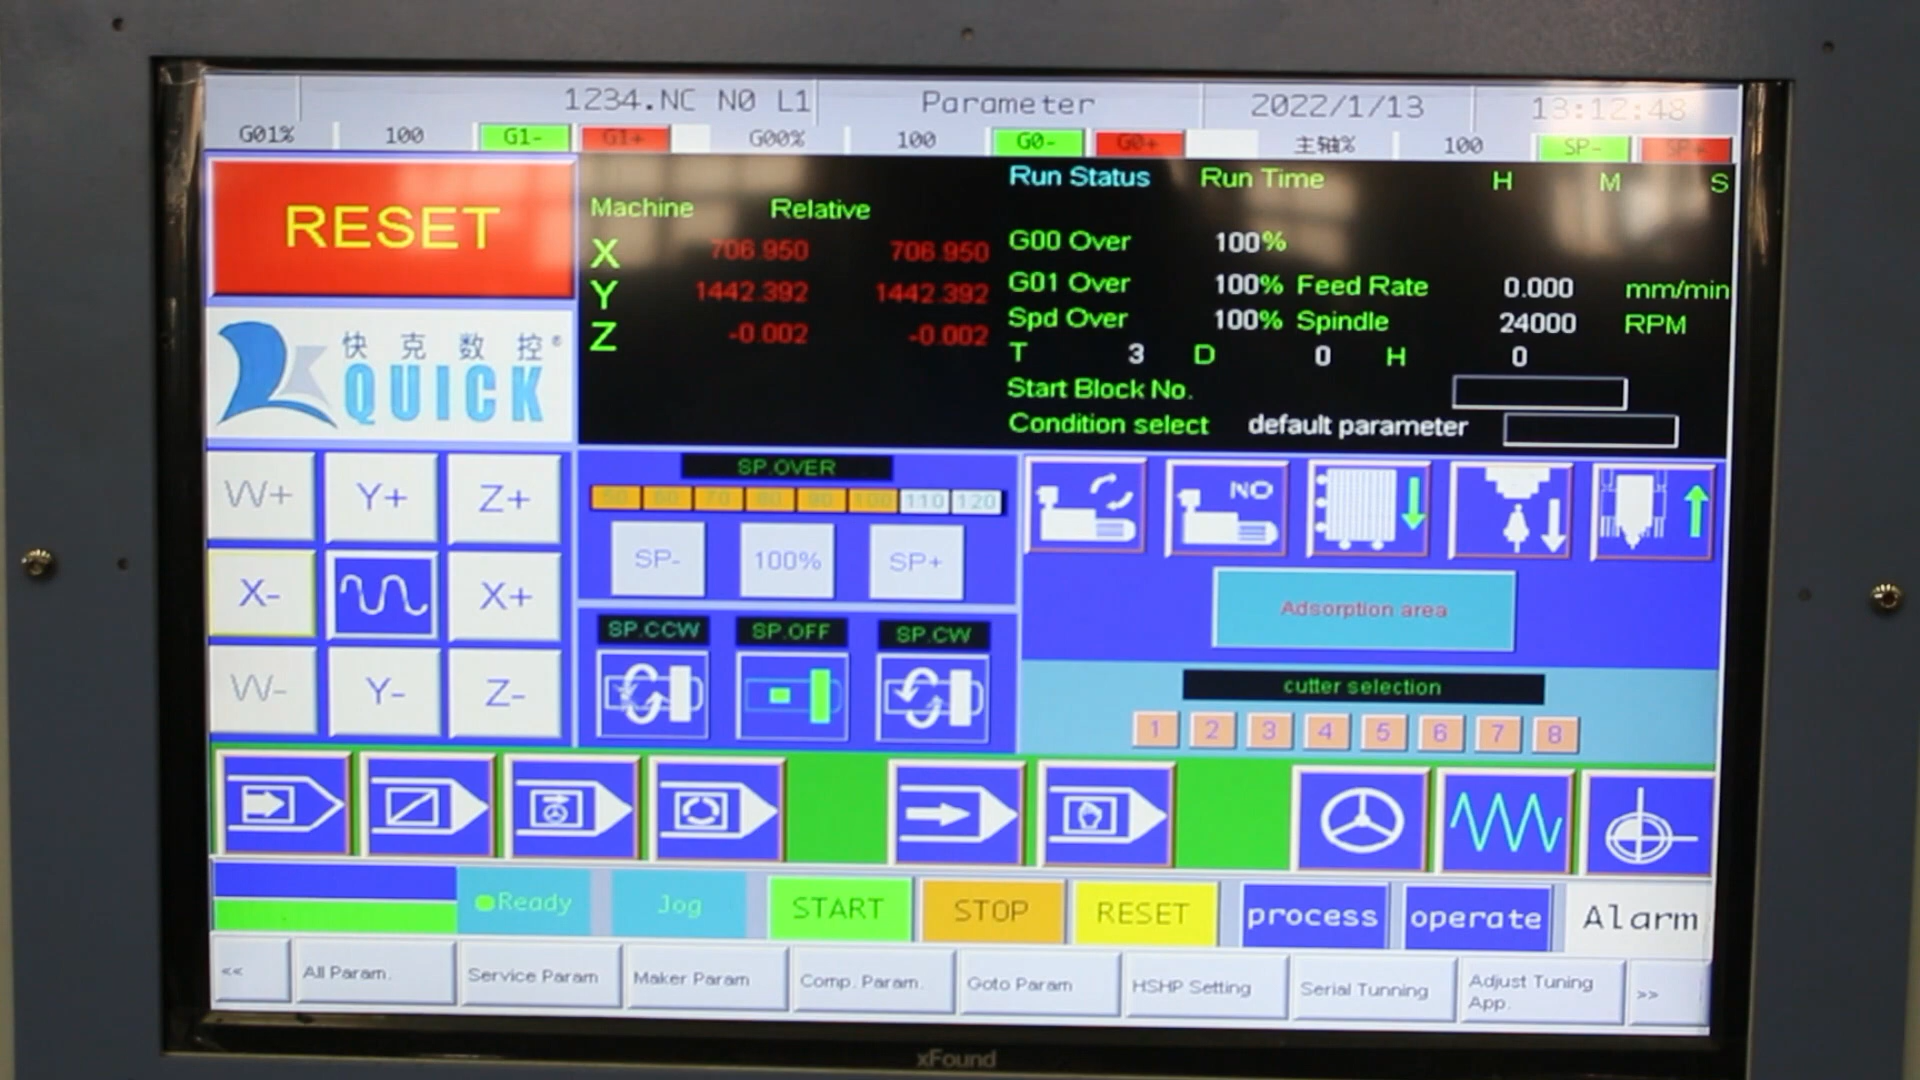 1234.NC N0 L1 Parameter 2022/1/13 13:12:48
G01% 100 G1- G1+ G00% 100 G0- G0+ 主轴% 100 SP- SP+
RESET
快克数控®
QUICK
Machine Relative
X 706.950 706.950
Y 1442.392 1442.392
Z -0.002 -0.002
Run Status Run Time H M S
G00 Over 100%
G01 Over 100% Feed Rate 0.000 mm/min
Spd Over 100% Spindle 24000 RPM
T 3 D 0 H 0
Start Block No.
Condition select default parameter
W+ Y+ Z+
X- X+
W- Y- Z-
SP.OVER
50 60 70 80 90 100 110 120
SP- 100% SP+
SP.CCW SP.OFF SP.CW
NO
Adsorption area
cutter selection
1 2 3 4 5 6 7 8
Ready Jog START STOP RESET process operate Alarm
<< All Param. Service Param Maker Param Comp. Param. Goto Param HSHP Setting Serial Tunning Adjust Tuning
App. >>
xFound